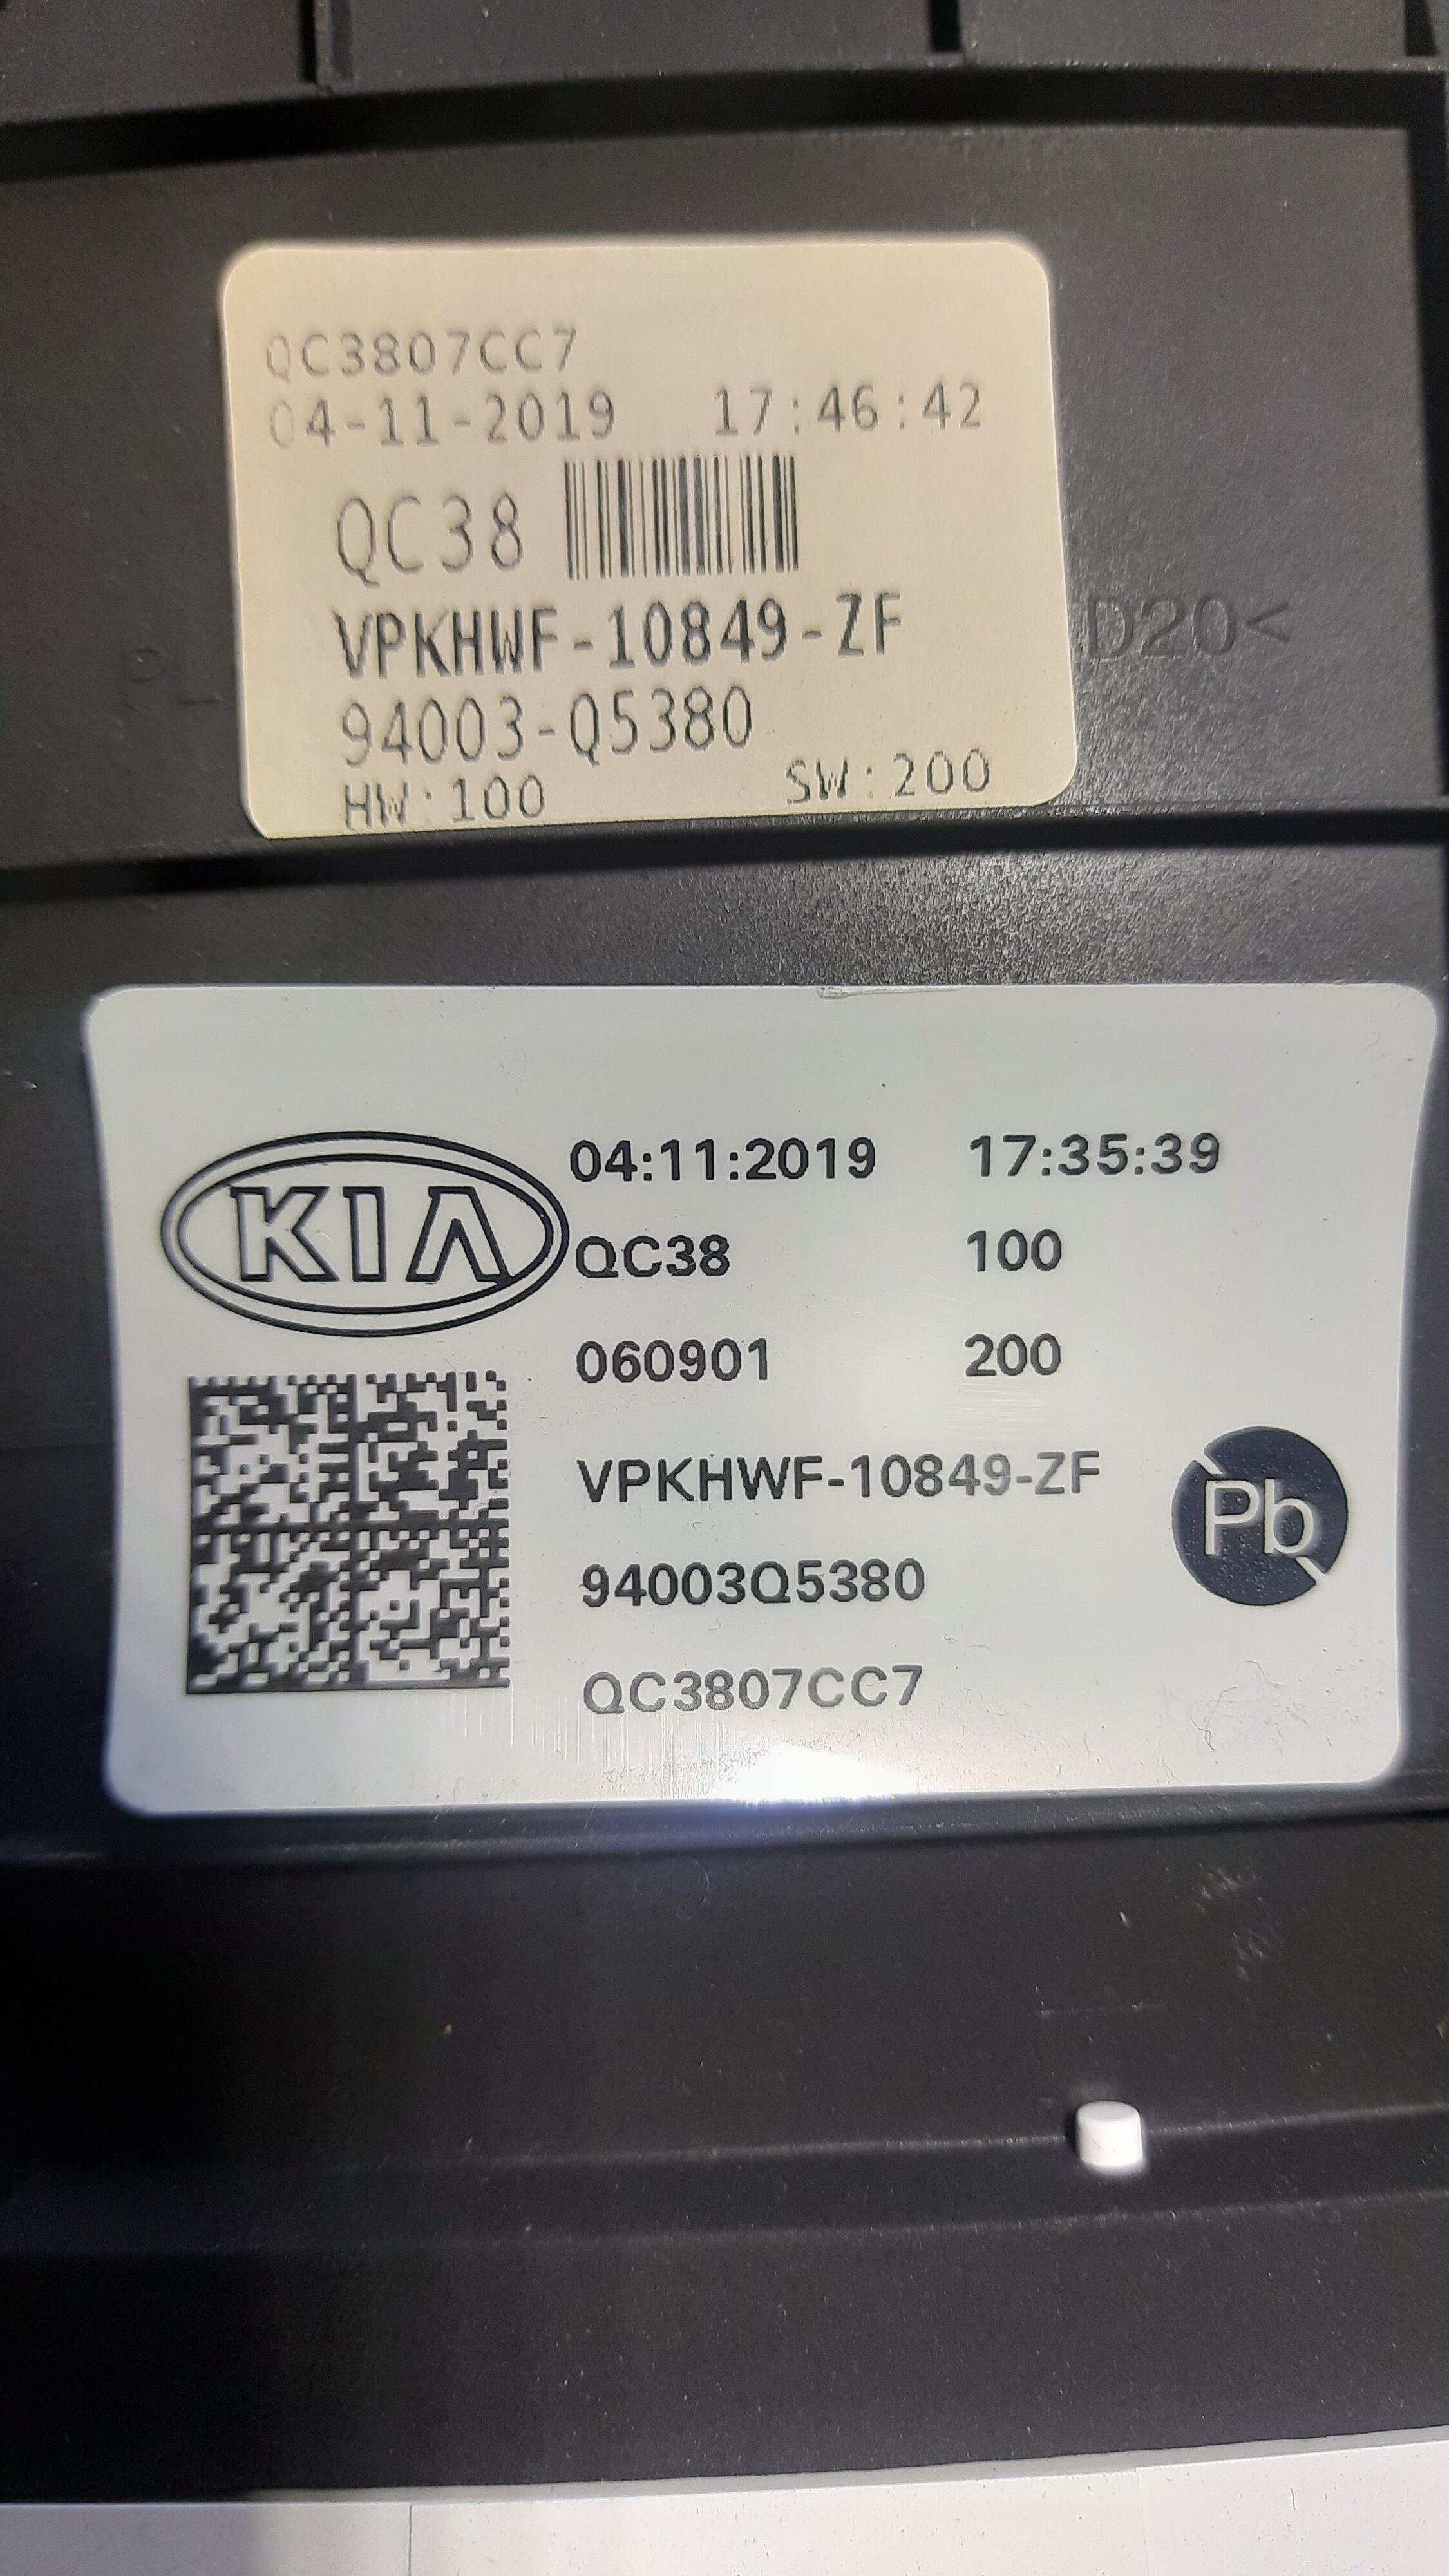 QC3807CC7
04-11-2019 17:46:42
QC38
VPKHWF-10849-ZF
94003-Q5380
HW:100 SW:200
D20<
KIA
04:11:2019 17:35:39
QC38 100
060901 200
VPKHWF-10849-ZF
94003Q5380
QC3807CC7
Pb